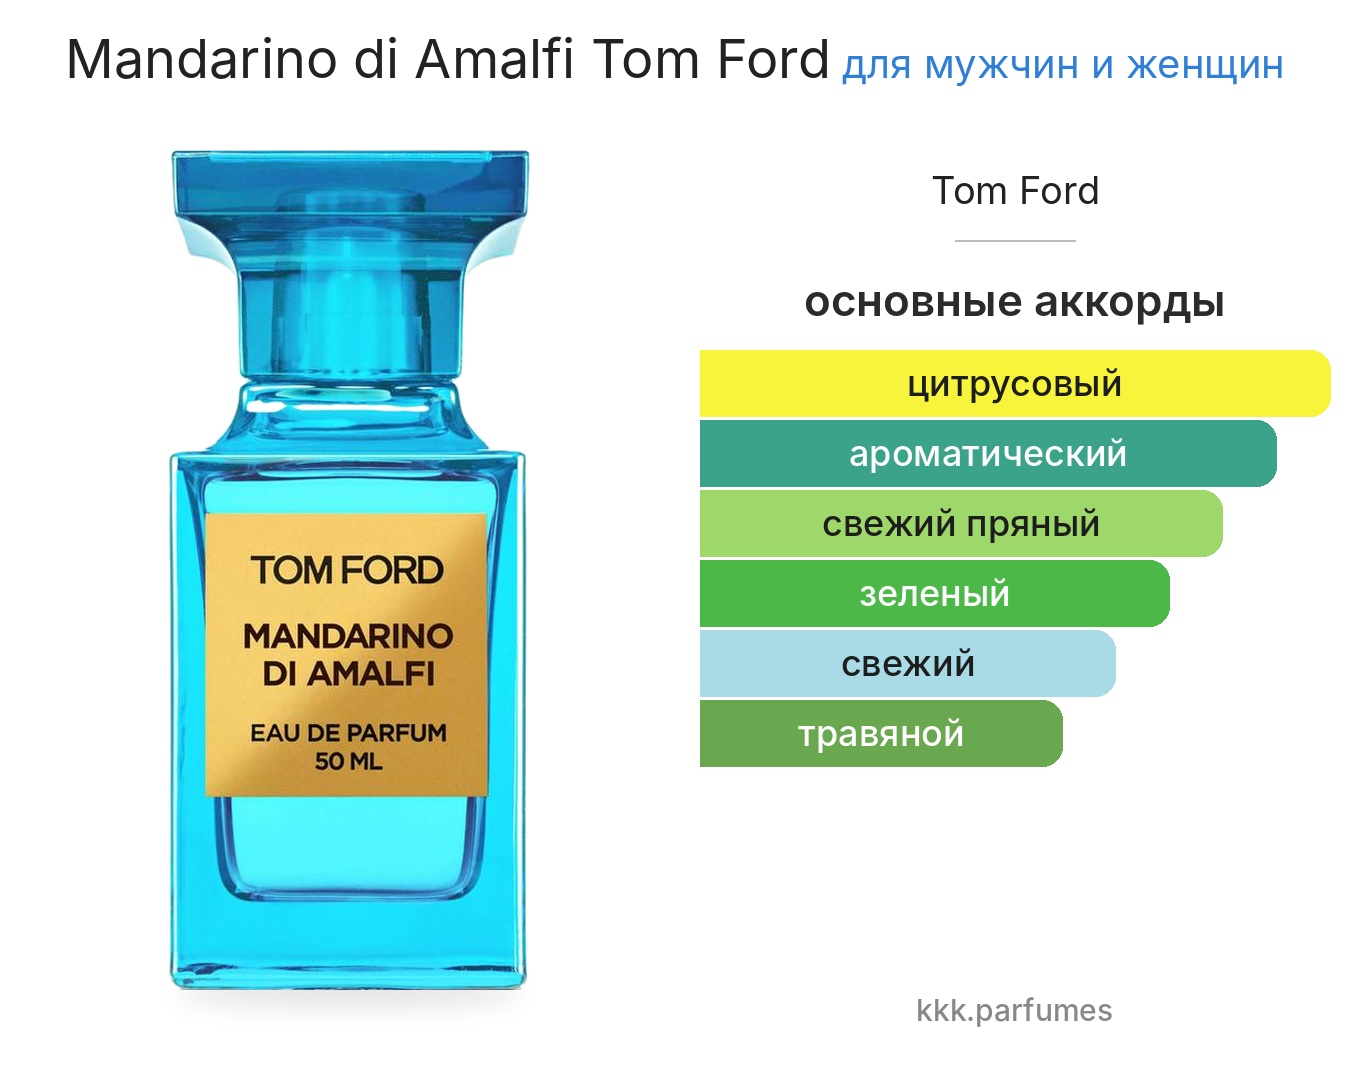 Mandarino di Amalfi Tom Ford для мужчин и женщин
Tom Ford
основные аккорды
цитрусовый
ароматический
свежий пряный
зеленый
свежий
травяной
TOM FORD
MANDARINO
DI AMALFI
EAU DE PARFUM
50 ML
kkk.parfumes